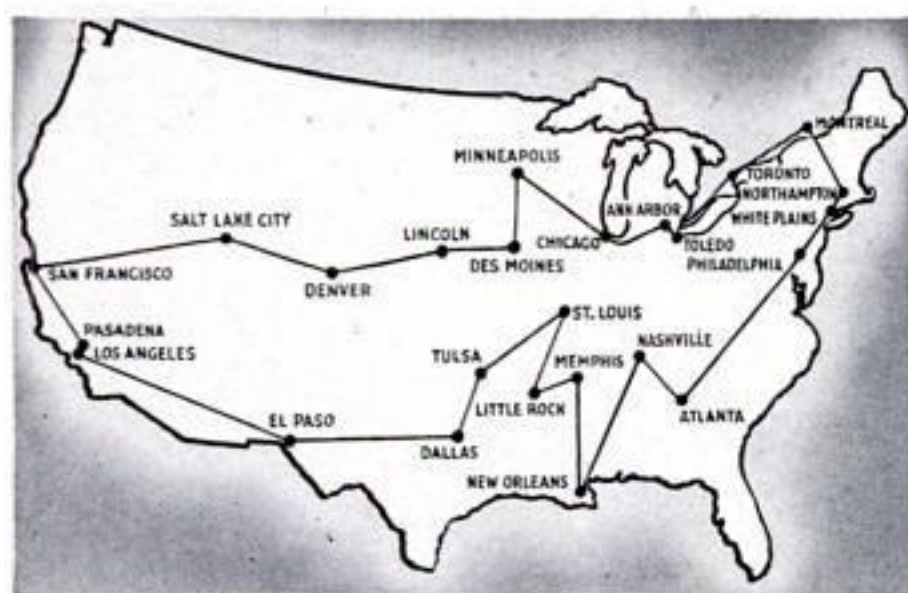 MONTREAL
MINNEAPOLIS
TORONTO
NORTHAMPTON
ANN ARBOR
WHITE PLAINS
SALT LAKE CITY
LINCOLN
CHICAGO
TOLEDO
DES MOINES
PHILADELPHIA
SAN FRANCISCO
DENVER
ST. LOUIS
PASADENA
NASHVILLE
LOS ANGELES
TULSA
MEMPHIS
LITTLE ROCK
ATLANTA
EL PASO
DALLAS
NEW ORLEANS